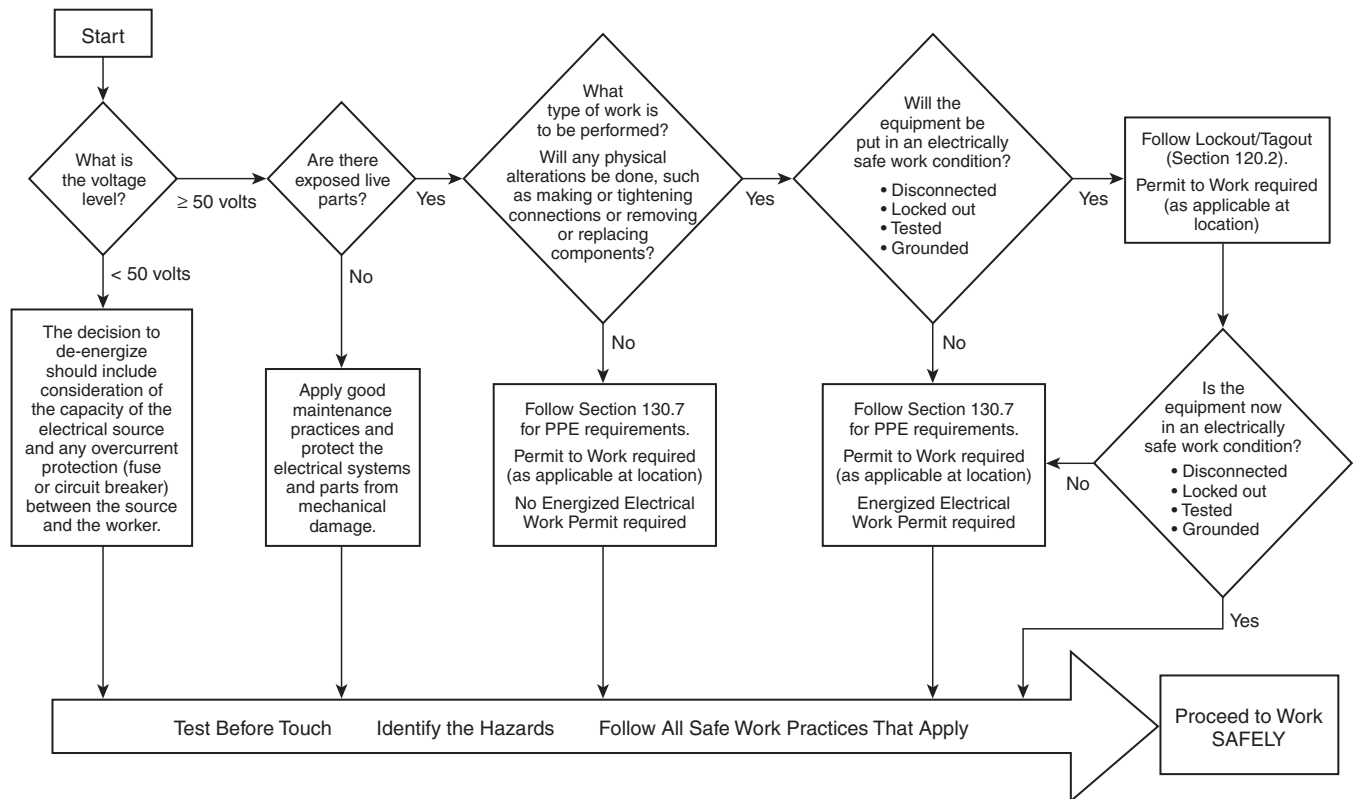 Start
What is
the voltage
level?
≥ 50 volts
< 50 volts
The decision to
de-energize
should include
consideration of
the capacity of the
electrical source
and any overcurrent
protection (fuse
or circuit breaker)
between the source
and the worker.
Are there
exposed live
parts?
Yes
No
Apply good
maintenance
practices and
protect the
electrical systems
and parts from
mechanical
damage.
What
type of work is
to be performed?
Will any physical
alterations be done, such
as making or tightening
connections or removing
or replacing
components?
Yes
No
Follow Section 130.7
for PPE requirements.
Permit to Work required
(as applicable at location)
No Energized Electrical
Work Permit required
Will the
equipment be
put in an electrically
safe work condition?
• Disconnected
• Locked out
• Tested
• Grounded
Yes
No
Follow Section 130.7
for PPE requirements.
Permit to Work required
(as applicable at location)
Energized Electrical
Work Permit required
Follow Lockout/Tagout
(Section 120.2).
Permit to Work required
(as applicable at
location)
Is the
equipment now
in an electrically
safe work condition?
• Disconnected
• Locked out
• Tested
• Grounded
No
Yes
Test Before Touch Identify the Hazards Follow All Safe Work Practices That Apply
Proceed to Work
SAFELY